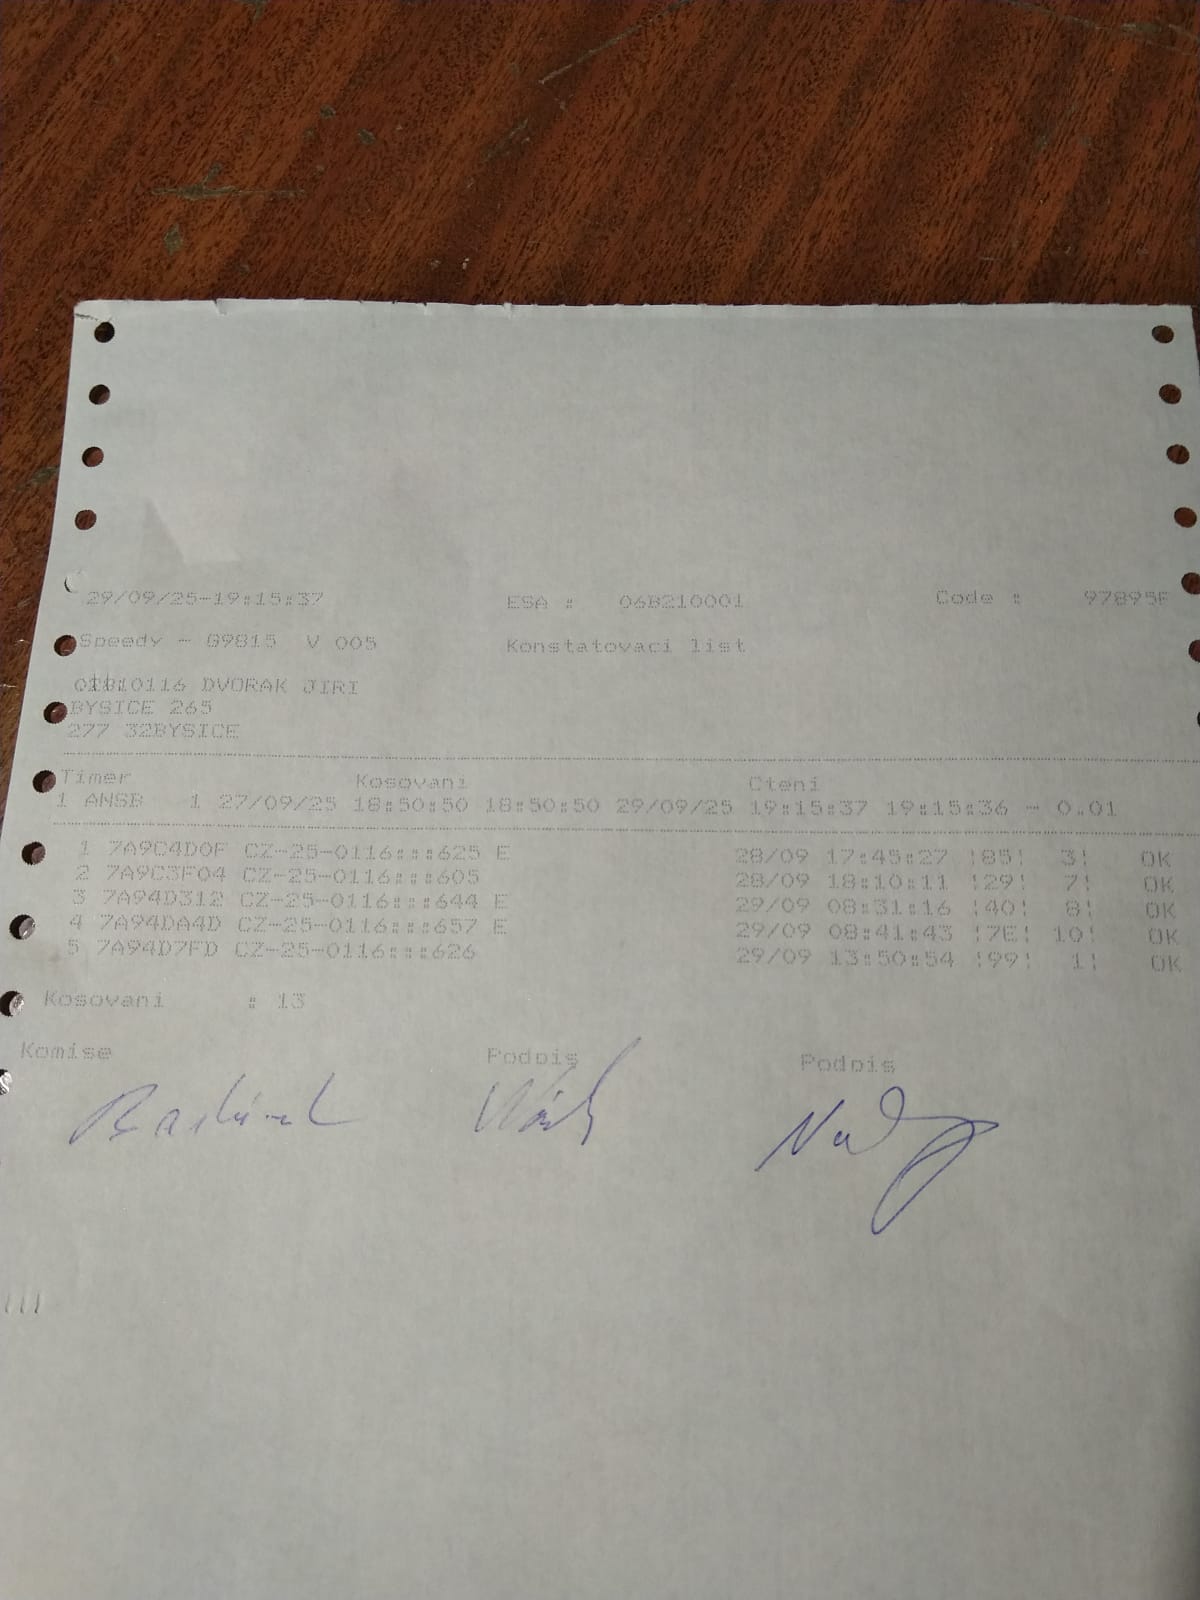 29/09/25-19:15:37 ESA : 06B210001 Code : 97895F
Speedy - G9815 V 005 Konstatovaci list
DVORAK JIRI
BYSICE 265
277 32BYSICE
Timer Kosovani Cteni
1 ANSB 1 27/09/25 18:50:50 18:50:50 29/09/25 19:15:37 19:15:36 - 0.01
1 7A9C4D0F CZ-25-0116:::625 E 28/09 17:45:27 !85! 3! OK
2 7A9C3F04 CZ-25-0116:::605 28/09 18:10:11 !29! 7! OK
3 7A94D312 CZ-25-0116:::644 E 29/09 08:31:16 !40! 8! OK
4 7A94DA4D CZ-25-0116:::657 E 29/09 08:41:43 !7E! 10! OK
5 7A94D7FD CZ-25-0116:::626 29/09 13:50:54 !99! 1! OK
Kosovani : 13
Komise Podpis Podpis